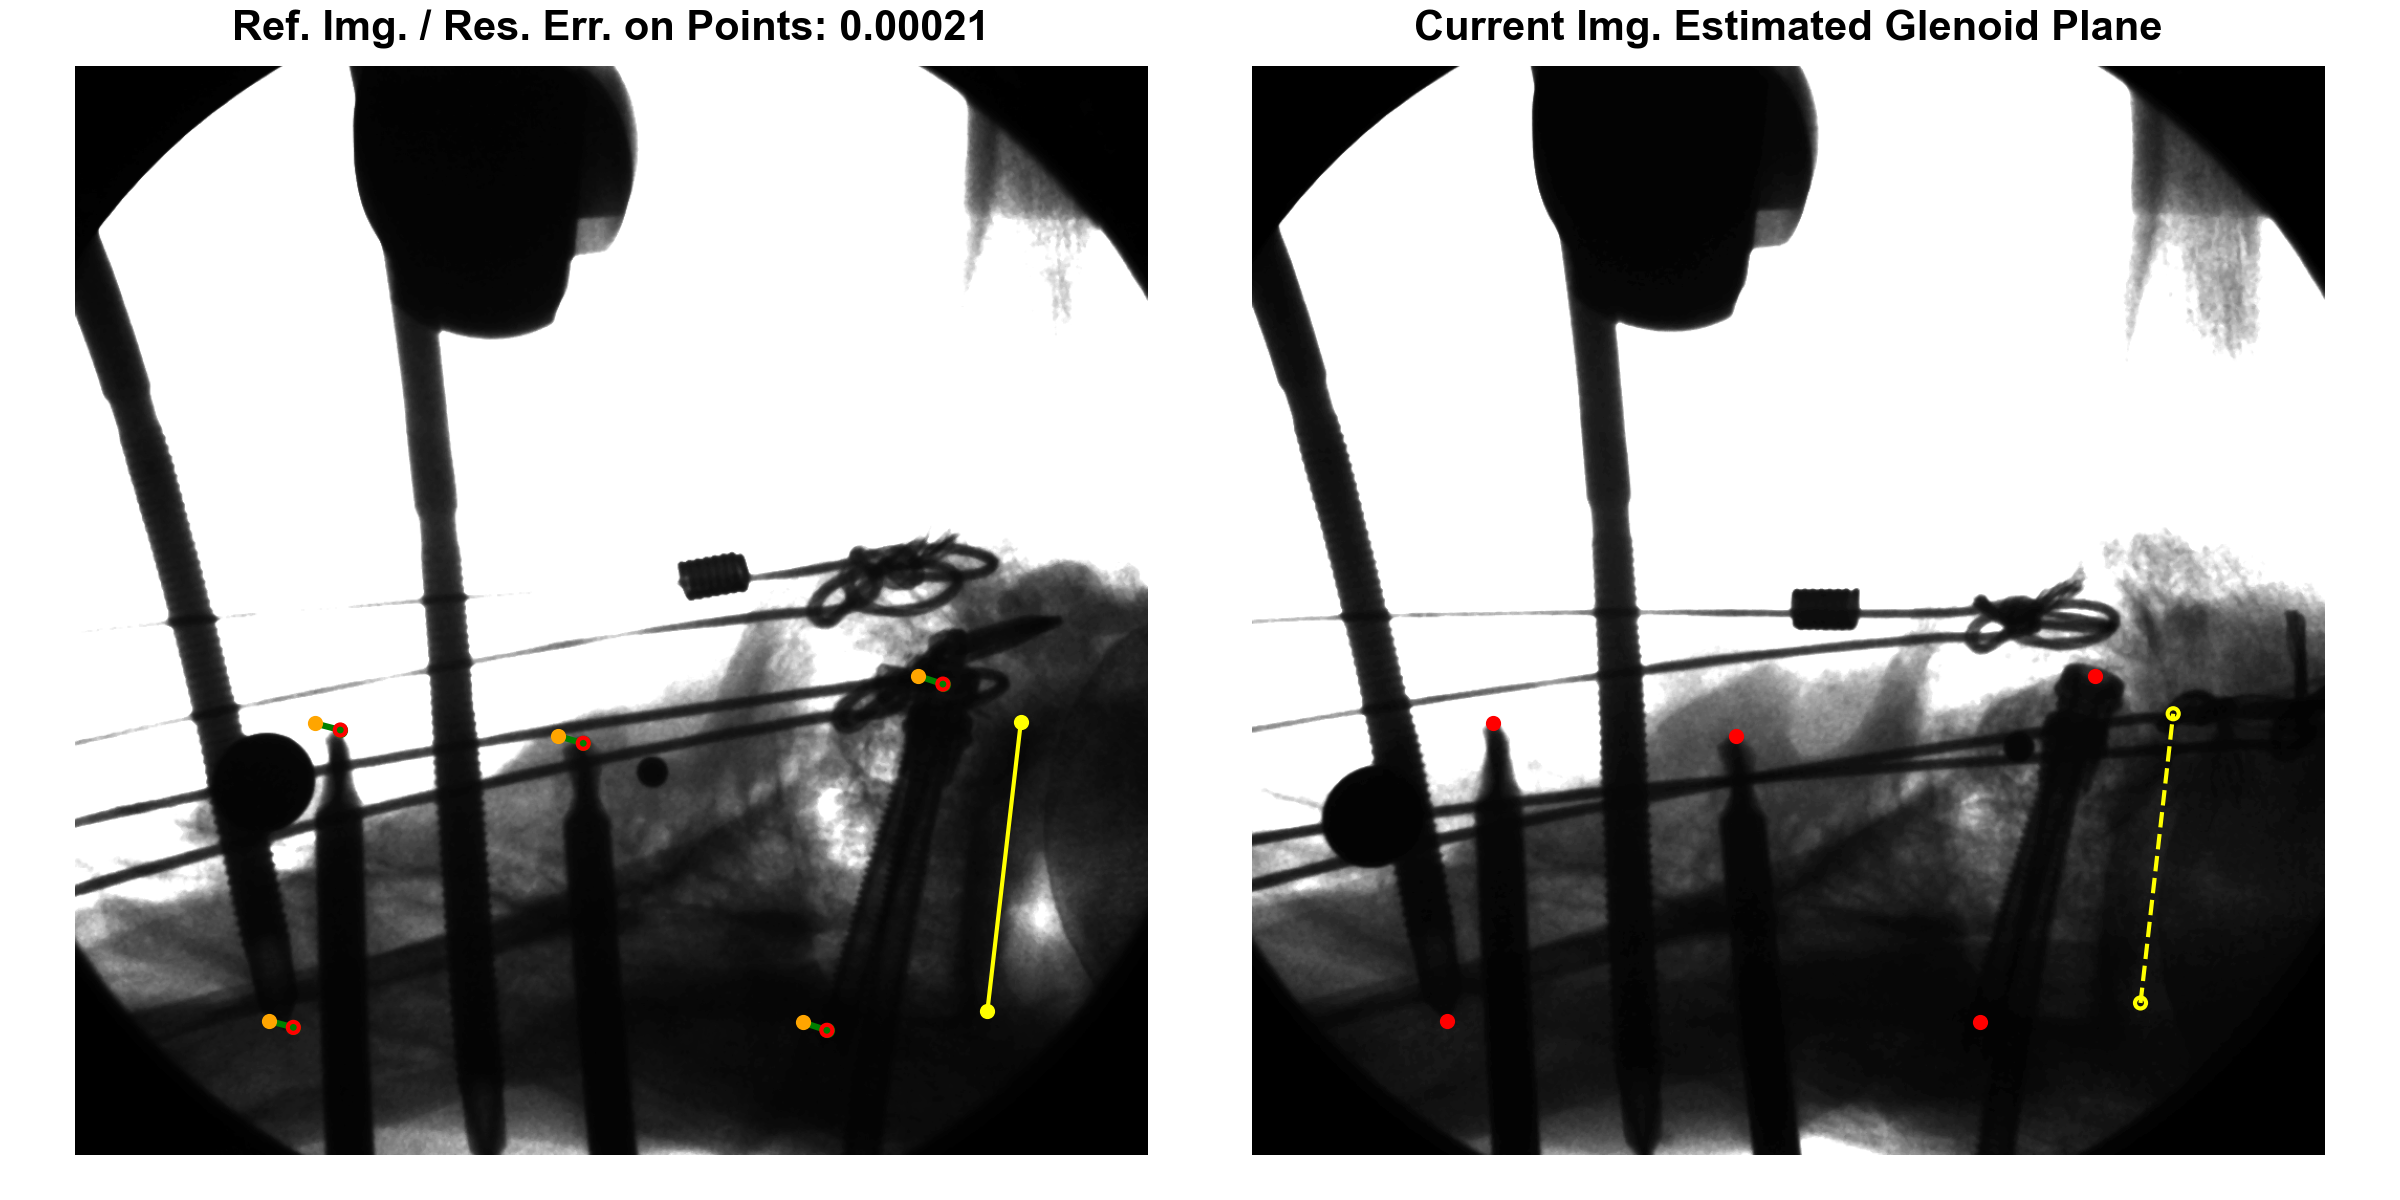 Ref. Img. / Res. Err. on Points: 0.00021
Current Img. Estimated Glenoid Plane